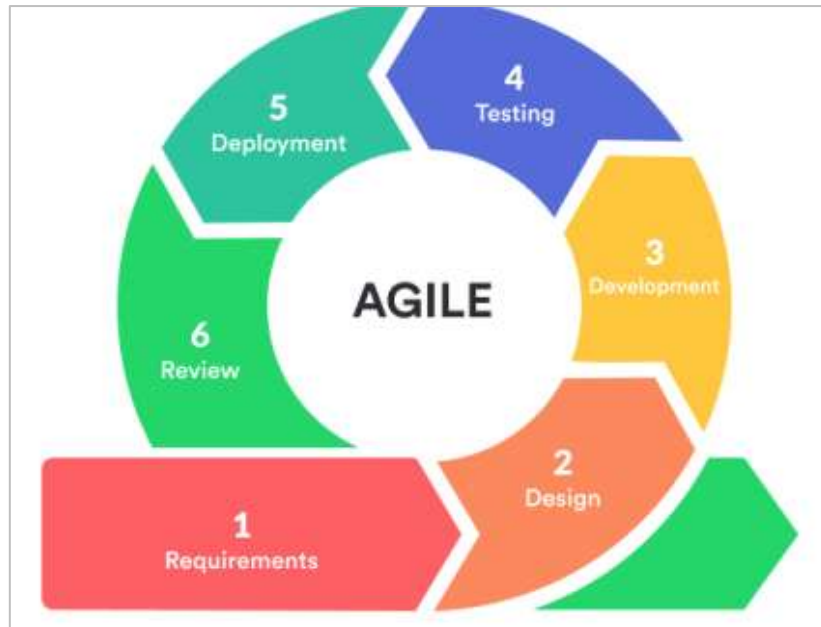 1
Requirements
2
Design
3
Development
4
Testing
5
Deployment
6
Review
AGILE